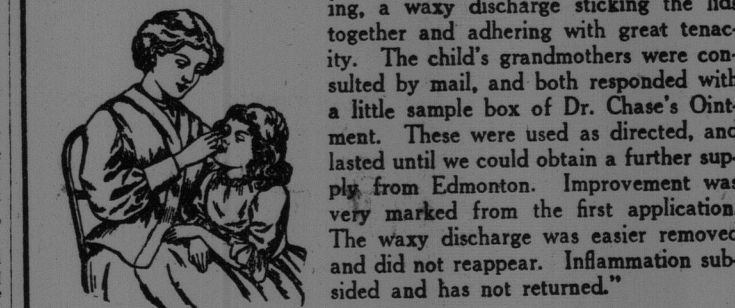 ing, a waxy discharge sticking the lids
together and adhering with great tenac-
ity. The child's grandmothers were con-
sulted by mail, and both responded with
a little sample box of Dr. Chase's Oint-
ment. These were used as directed, and
lasted until we could obtain a further sup-
ply from Edmonton. Improvement was
very marked from the first application.
The waxy discharge was easier removed
and did not reappear. Inflammation sub-
sided and has not returned."